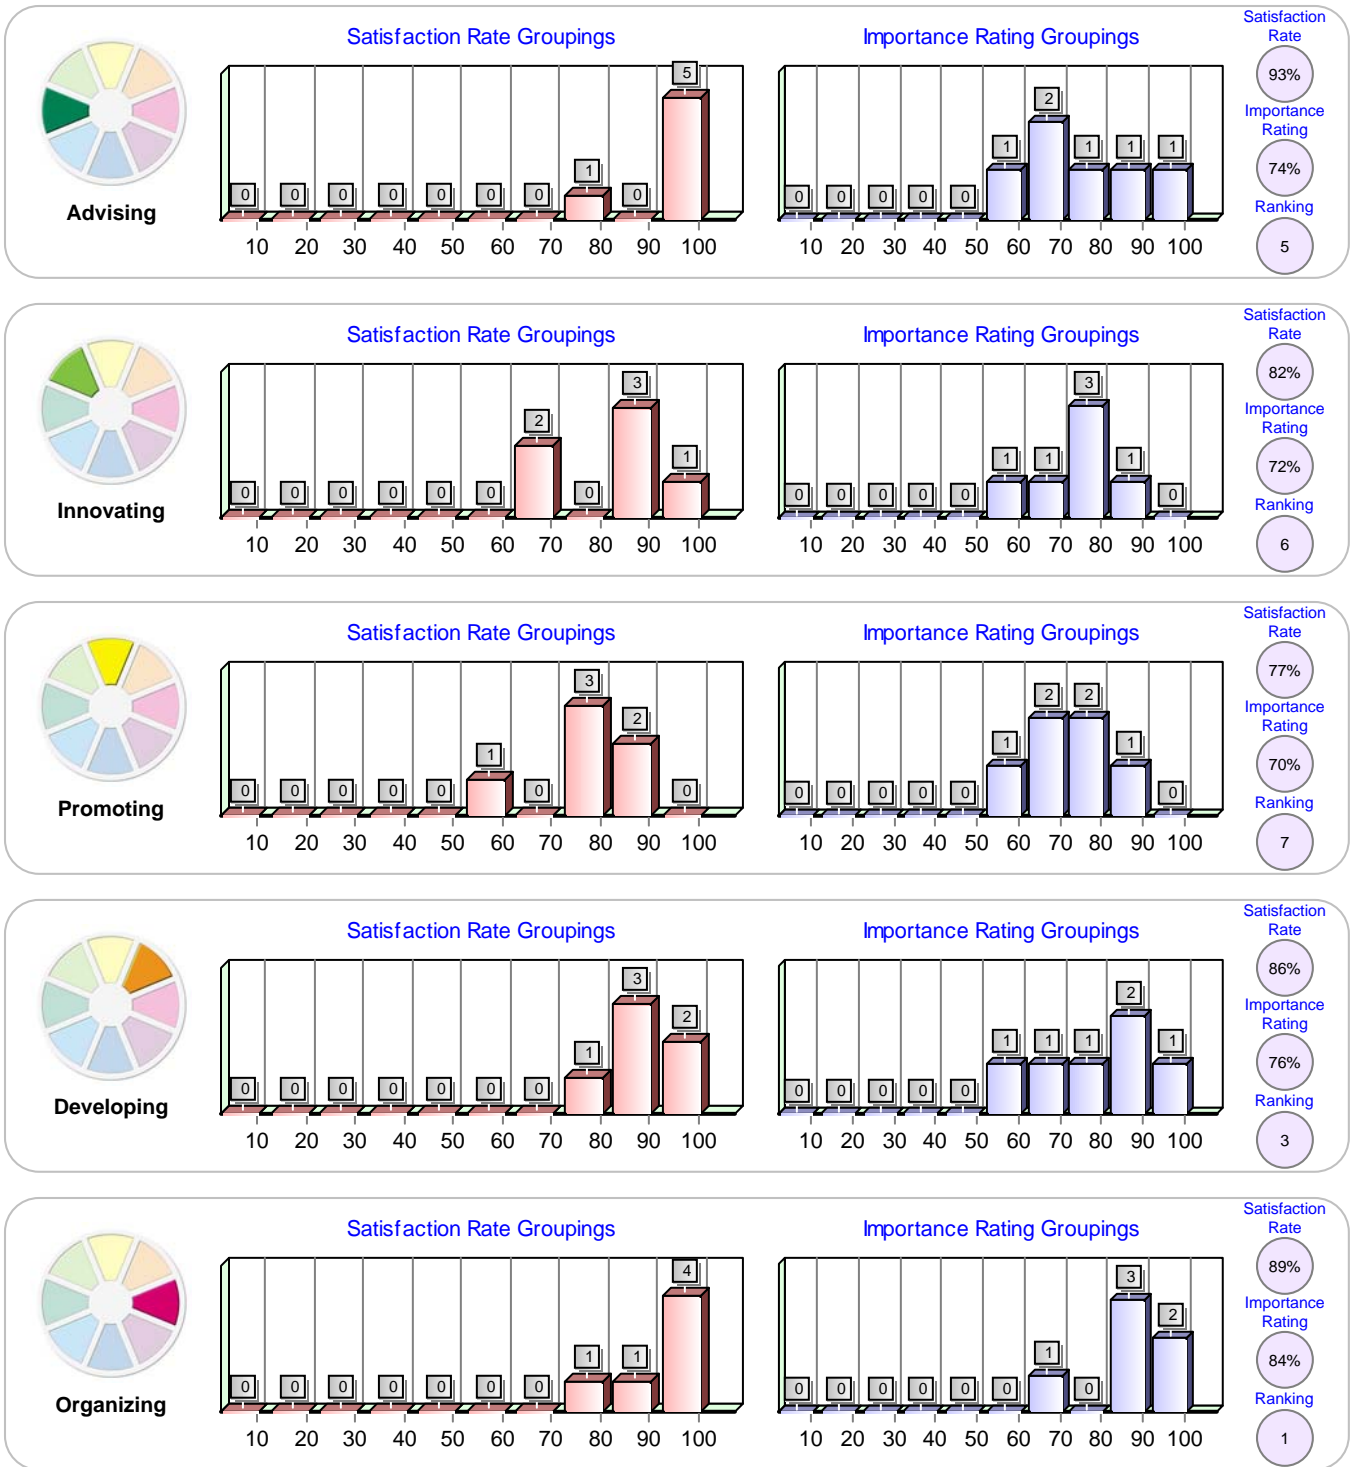 Satisfaction Rate Groupings
Importance Rating Groupings
Satisfaction
Rate
93%
Importance
Rating
74%
Ranking
5
Advising
0 0 0 0 0 0 0 1 0 5
10 20 30 40 50 60 70 80 90 100
0 0 0 0 0 1 2 1 1 1
10 20 30 40 50 60 70 80 90 100
Satisfaction Rate Groupings
Importance Rating Groupings
Satisfaction
Rate
82%
Importance
Rating
72%
Ranking
6
Innovating
0 0 0 0 0 0 2 0 3 1
10 20 30 40 50 60 70 80 90 100
0 0 0 0 0 1 1 3 1 0
10 20 30 40 50 60 70 80 90 100
Satisfaction Rate Groupings
Importance Rating Groupings
Satisfaction
Rate
77%
Importance
Rating
70%
Ranking
7
Promoting
0 0 0 0 0 1 0 3 2 0
10 20 30 40 50 60 70 80 90 100
0 0 0 0 0 1 2 2 1 0
10 20 30 40 50 60 70 80 90 100
Satisfaction Rate Groupings
Importance Rating Groupings
Satisfaction
Rate
86%
Importance
Rating
76%
Ranking
3
Developing
0 0 0 0 0 0 0 1 3 2
10 20 30 40 50 60 70 80 90 100
0 0 0 0 0 1 1 1 2 1
10 20 30 40 50 60 70 80 90 100
Satisfaction Rate Groupings
Importance Rating Groupings
Satisfaction
Rate
89%
Importance
Rating
84%
Ranking
1
Organizing
0 0 0 0 0 0 0 1 1 4
10 20 30 40 50 60 70 80 90 100
0 0 0 0 0 0 1 0 3 2
10 20 30 40 50 60 70 80 90 100